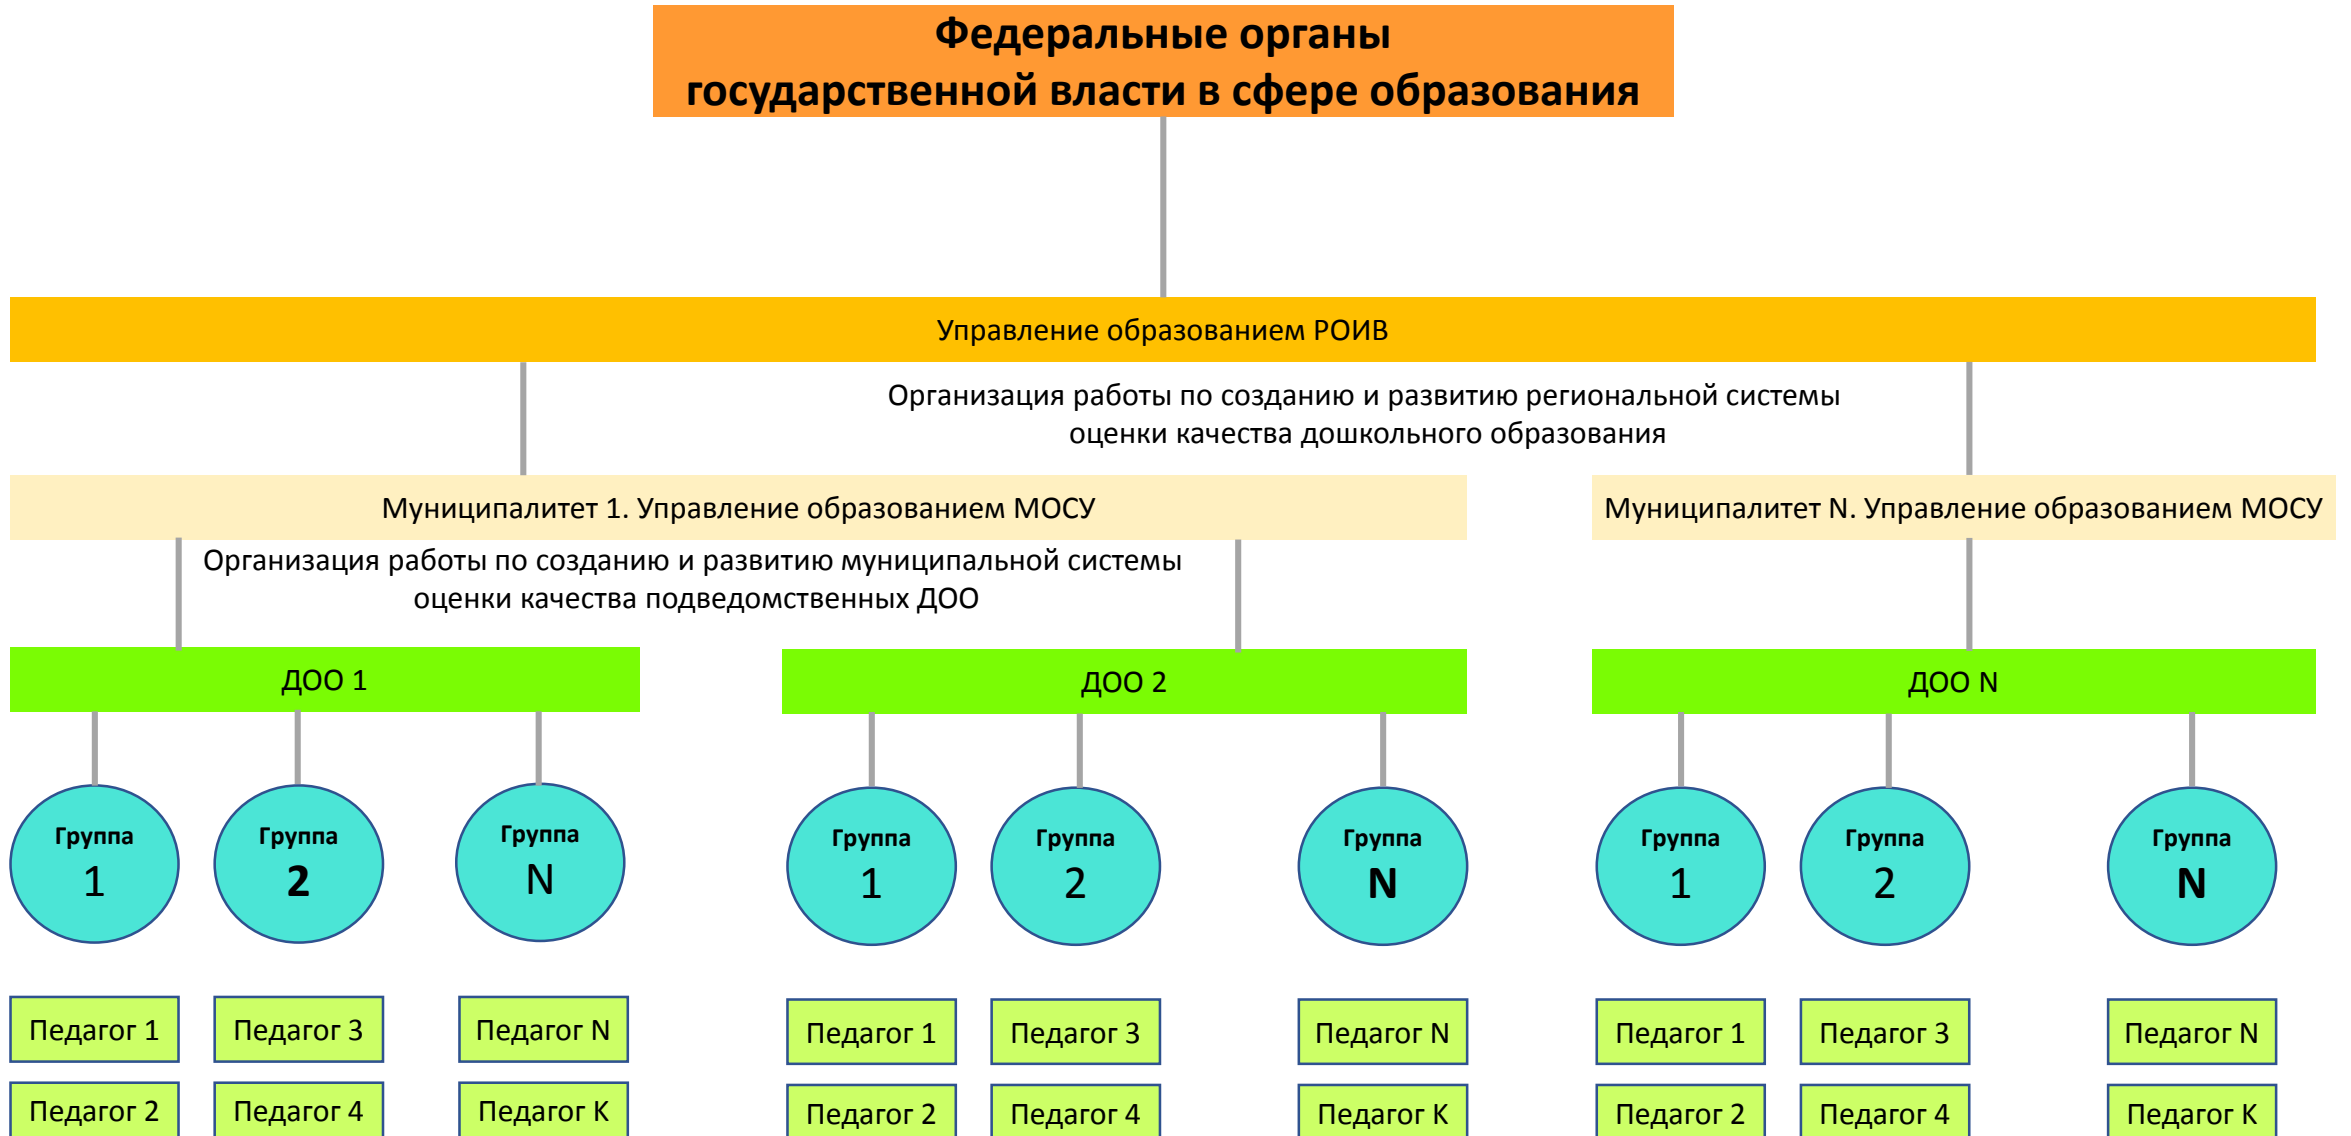 Федеральные органы
государственной власти в сфере образования
Управление образованием РОИВ
Организация работы по созданию и развитию региональной системы
оценки качества дошкольного образования
Муниципалитет 1. Управление образованием МОСУ
Муниципалитет N. Управление образованием МОСУ
Организация работы по созданию и развитию муниципальной системы
оценки качества подведомственных ДОО
ДОО 1
ДОО 2
ДОО N
Группа
1
Группа
2
Группа
N
Группа
1
Группа
2
Группа
N
Группа
1
Группа
2
Группа
N
Педагог 1
Педагог 3
Педагог N
Педагог 1
Педагог 3
Педагог N
Педагог 1
Педагог 3
Педагог N
Педагог 2
Педагог 4
Педагог K
Педагог 2
Педагог 4
Педагог K
Педагог 2
Педагог 4
Педагог K